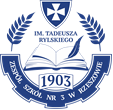 IM. TADEUSZA
RYLSKIEGO
1903
ZESPÓŁ SZKÓŁ NR 3 W RZESZOWIE